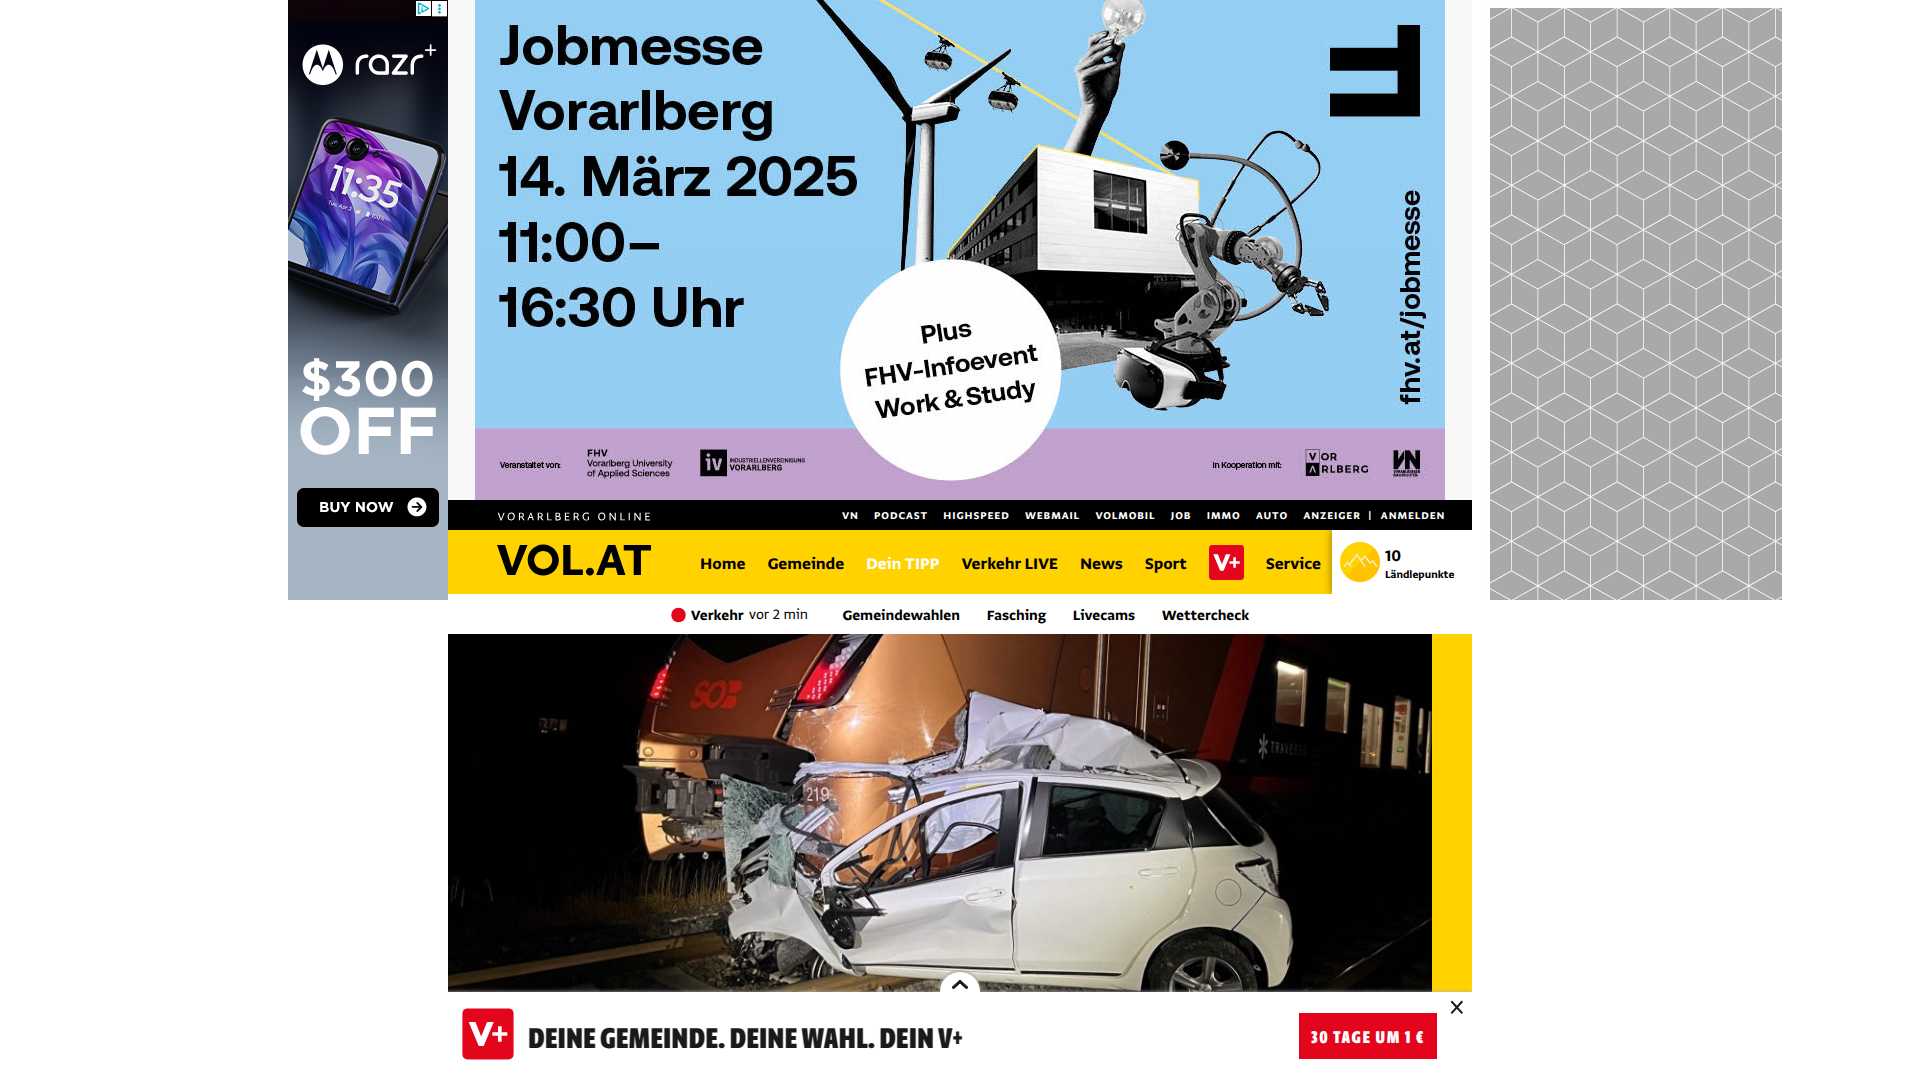 razr+
11:35
$300
OFF
BUY NOW
Jobmesse
Vorarlberg
14. März 2025
11:00–
16:30 Uhr
Plus
FHV-Infoevent
Work & Study
fhv.at/jobmesse
Veranstaltet von:
FHV
Vorarlberg University
of Applied Sciences
iv
INDUSTRIELLENVEREINIGUNG
VORARLBERG
In Kooperation mit:
VOR
ARLBERG
VN
VORARLBERG ONLINE
VN PODCAST HIGHSPEED WEBMAIL VOLMOBIL JOB IMMO AUTO ANZEIGER | ANMELDEN
VOL.AT
Home Gemeinde Dein TIPP Verkehr LIVE News Sport V+ Service
10
Ländlepunkte
Verkehr vor 2 min Gemeindewahlen Fasching Livecams Wettercheck
SOB
TRAVERSO
219
V+ DEINE GEMEINDE. DEINE WAHL. DEIN V+
30 TAGE UM 1 €